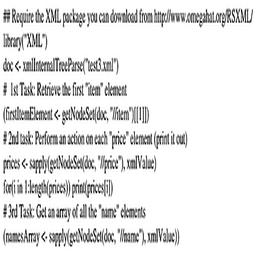 ## Require the XML package you can download from http://www.omegahat.org/RSXML/
library("XML")
doc <- xmlInternalTreeParse("test3.xml")
# 1st Task: Retrieve the first "item" element
(firstItemElement <- getNodeSet(doc, "//item")[[1]])
# 2nd task: Perform an action on each "price" element (print it out)
prices <- sapply(getNodeSet(doc, "//price"), xmlValue)
for(i in 1:length(prices)) print(prices[i])
# 3rd Task: Get an array of all the "name" elements
(namesArray <- sapply(getNodeSet(doc, "//name"), xmlValue))